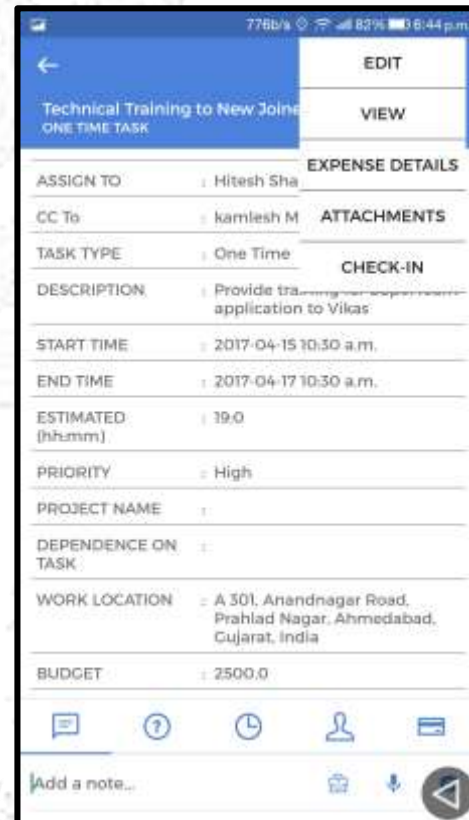 776b/s 82% 6:44 p.m.
EDIT
Technical Training to New Joine
ONE TIME TASK
VIEW
EXPENSE DETAILS
ATTACHMENTS
CHECK-IN
ASSIGN TO : Hitesh Sha
CC To : kamlesh M
TASK TYPE : One Time
DESCRIPTION : Provide
application to Vikas
START TIME : 2017-04-15 10:30 a.m.
END TIME : 2017-04-17 10:30 a.m.
ESTIMATED : 19.0
(hh:mm)
PRIORITY : High
PROJECT NAME :
DEPENDENCE ON :
TASK
WORK LOCATION : A 301, Anandnagar Road,
Prahlad Nagar, Ahmedabad,
Gujarat, India
BUDGET : 2500.0
Add a note...